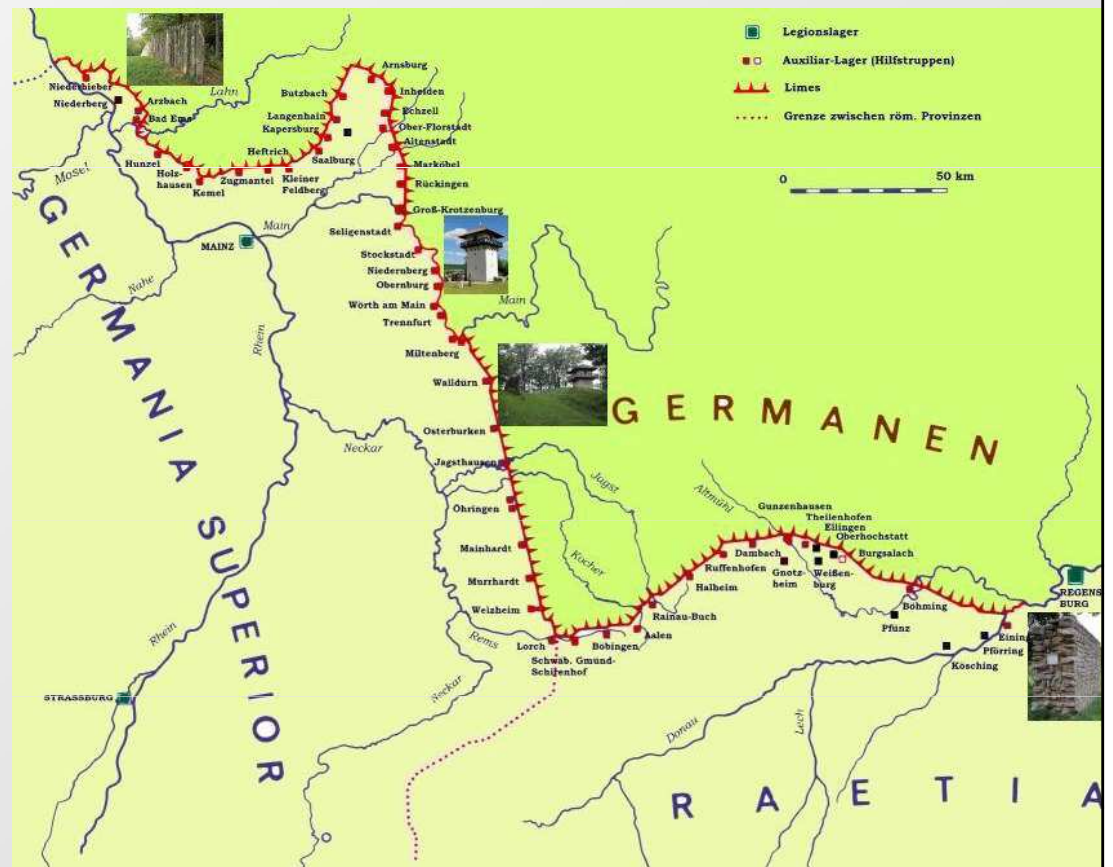 Legionslager
Auxiliar-Lager (Hilfstruppen)
Limes
Grenze zwischen röm. Provinzen
0 50 km
Niederbieber
Niederberg
Arzbach
Bad Ems
Lahn
Mosel
Hunzel
Holz-
hausen
Kemel
Zugmantel
Heftrich
Kleiner
Feldberg
Saalburg
Kapersburg
Langenhain
Butzbach
Arnsburg
Inheiden
Echzell
Ober-Florstadt
Altenstadt
Marköbel
Rückingen
Groß-Krotzenburg
Seligenstadt
Main
MAINZ
Nahe
Rhein
Stockstadt
Niedernberg
Obernburg
Wörth am Main
Trennfurt
Main
Miltenberg
Walldürn
Osterburken
Neckar
Jagsthausen
Jagst
Öhringen
Kocher
Mainhardt
Murrhardt
Welzheim
Rems
Lorch
Schwab. Gmünd-
Schirenhof
Böbingen
Aalen
Rainau-Buch
Halheim
Ruffenhofen
Dambach
Gnotz-
heim
Altmühl
Gunzenhausen
Theilenhofen
Ellingen
Oberhochstatt
Burgsalach
Weißen-
burg
Böhming
Pfünz
Kösching
Pförring
Eining
REGENS
BURG
Neckar
Rhein
STRASSBURG
Donau
Lech
GERMANIA SUPERIOR
GERMANEN
RAETIA